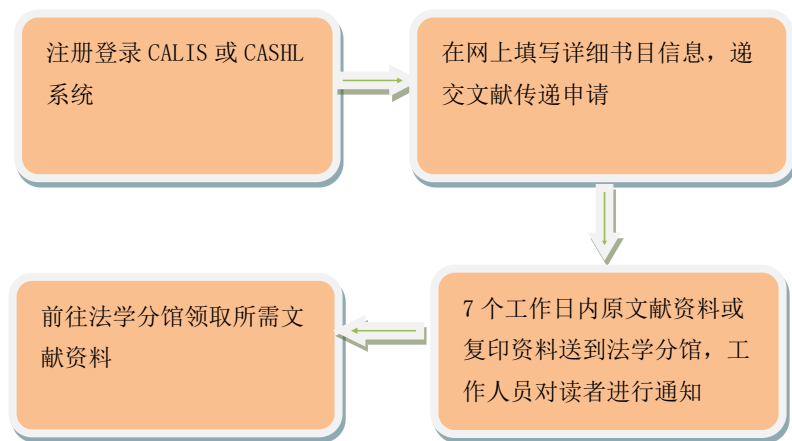 注册登录 CALIS 或 CASHL
系统
在网上填写详细书目信息，递
交文献传递申请
7 个工作日内原文献资料或
复印资料送到法学分馆，工
作人员对读者进行通知
前往法学分馆领取所需文
献资料